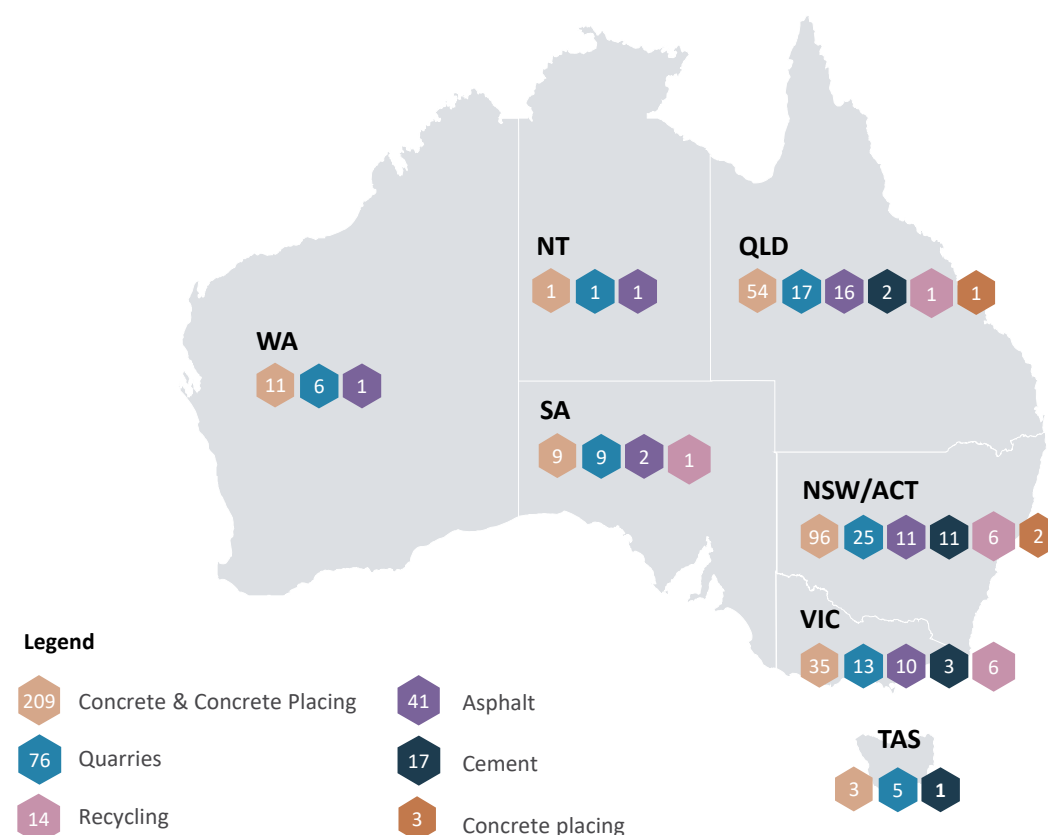 NT
1 1 1
QLD
54 17 16 2 1 1
WA
11 6 1
SA
9 9 2 1
NSW/ACT
96 25 11 11 6 2
VIC
35 13 10 3 6
TAS
3 5 1
Legend
209 Concrete & Concrete Placing
76 Quarries
14 Recycling
41 Asphalt
17 Cement
3 Concrete placing